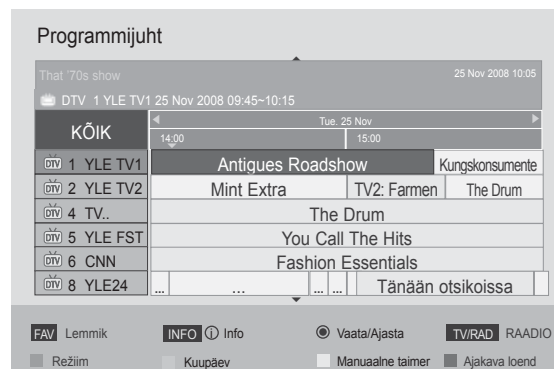 Programmijuht
That '70s show 25 Nov 2008 10:05
DTV 1 YLE TV1 25 Nov 2008 09:45~10:15
KÕIK Tue. 25 Nov
14:00 15:00
DTV 1 YLE TV1 Antigues Roadshow Kungskonsumente
DTV 2 YLE TV2 Mint Extra TV2: Farmen The Drum
DTV 4 TV.. The Drum
DTV 5 YLE FST You Call The Hits
DTV 6 CNN Fashion Essentials
DTV 8 YLE24 ... ... ... ... Tänään otsikoissa
FAV Lemmik INFO ⓘ Info Vaata/Ajasta TV/RAD RAADIO
Režiim Kuupäev Manuaalne taimer Ajakava loend